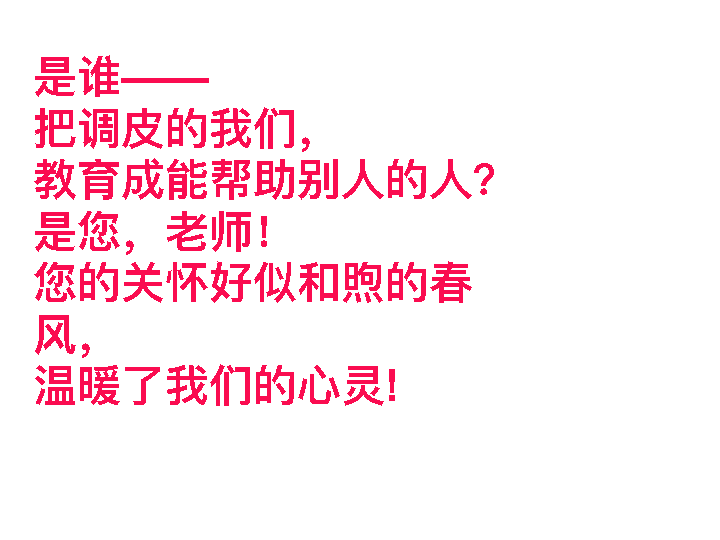 是谁——
把调皮的我们，
教育成能帮助别人的人？
是您，老师！
您的关怀好似和煦的春
风，
温暖了我们的心灵!